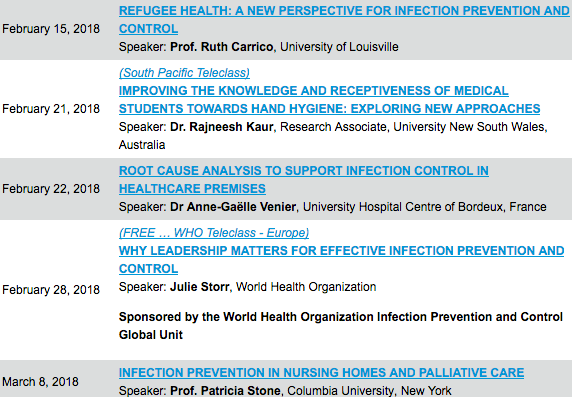 February 15, 2018
REFUGEE HEALTH: A NEW PERSPECTIVE FOR INFECTION PREVENTION AND
CONTROL
Speaker: Prof. Ruth Carrico, University of Louisville
February 21, 2018
(South Pacific Teleclass)
IMPROVING THE KNOWLEDGE AND RECEPTIVENESS OF MEDICAL
STUDENTS TOWARDS HAND HYGIENE: EXPLORING NEW APPROACHES
Speaker: Dr. Rajneesh Kaur, Research Associate, University New South Wales,
Australia
February 22, 2018
ROOT CAUSE ANALYSIS TO SUPPORT INFECTION CONTROL IN
HEALTHCARE PREMISES
Speaker: Dr Anne-Gaëlle Venier, University Hospital Centre of Bordeux, France
February 28, 2018
(FREE ... WHO Teleclass - Europe)
WHY LEADERSHIP MATTERS FOR EFFECTIVE INFECTION PREVENTION AND
CONTROL
Speaker: Julie Storr, World Health Organization
Sponsored by the World Health Organization Infection Prevention and Control
Global Unit
March 8, 2018
INFECTION PREVENTION IN NURSING HOMES AND PALLIATIVE CARE
Speaker: Prof. Patricia Stone, Columbia University, New York